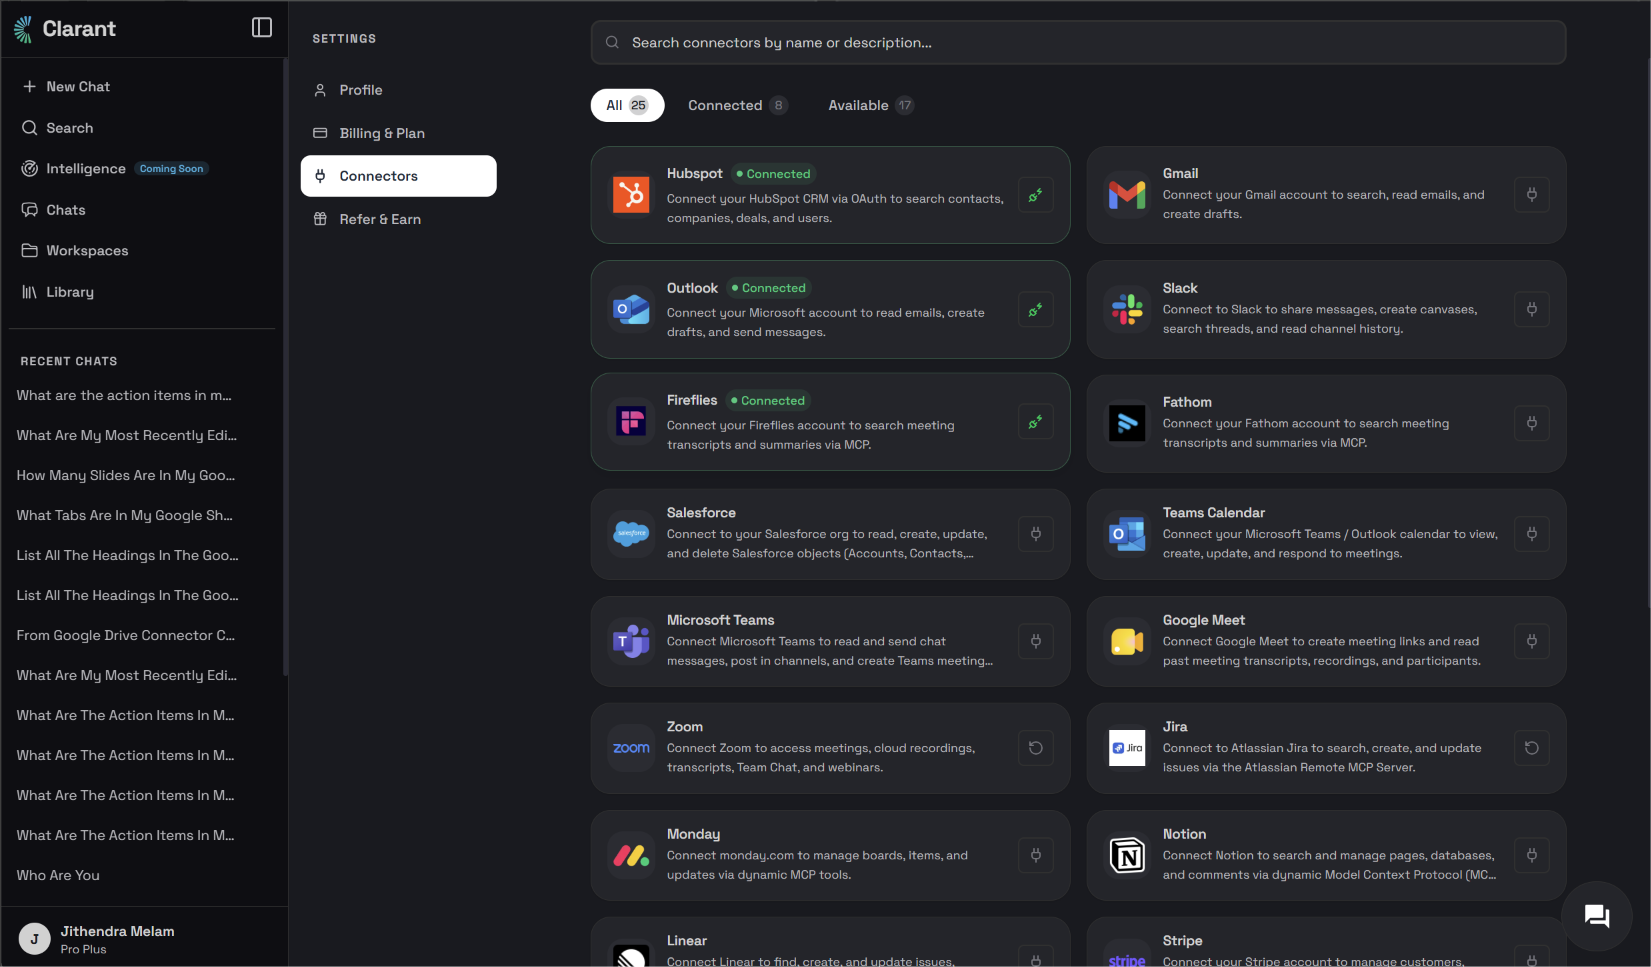 Clarant
New Chat
Search
Intelligence Coming Soon
Chats
Workspaces
Library
RECENT CHATS
What are the action items in m...
What Are My Most Recently Edi...
How Many Slides Are In My Goo...
What Tabs Are In My Google Sh...
List All The Headings In The Goo...
List All The Headings In The Goo...
From Google Drive Connector C...
What Are My Most Recently Edi...
What Are The Action Items In M...
What Are The Action Items In M...
What Are The Action Items In M...
What Are The Action Items In M...
Who Are You
J
Jithendra Melam
Pro Plus
SETTINGS
Profile
Billing & Plan
Connectors
Refer & Earn
Search connectors by name or description...
All 25
Connected 8
Available 17
Hubspot Connected
Connect your HubSpot CRM via OAuth to search contacts,
companies, deals, and users.
Gmail
Connect your Gmail account to search, read emails, and
create drafts.
Outlook Connected
Connect your Microsoft account to read emails, create
drafts, and send messages.
Slack
Connect to Slack to share messages, create canvases,
search threads, and read channel history.
Fireflies Connected
Connect your Fireflies account to search meeting
transcripts and summaries via MCP.
Fathom
Connect your Fathom account to search meeting
transcripts and summaries via MCP.
salesforce
Salesforce
Connect to your Salesforce org to read, create, update,
and delete Salesforce objects (Accounts, Contacts,...
Teams Calendar
Connect your Microsoft Teams / Outlook calendar to view,
create, update, and respond to meetings.
Microsoft Teams
Connect Microsoft Teams to read and send chat
messages, post in channels, and create Teams meeting...
Google Meet
Connect Google Meet to create meeting links and read
past meeting transcripts, recordings, and participants.
zoom
Zoom
Connect Zoom to access meetings, cloud recordings,
transcripts, Team Chat, and webinars.
Jira
Jira
Connect to Atlassian Jira to search, create, and update
issues via the Atlassian Remote MCP Server.
Monday
Connect monday.com to manage boards, items, and
updates via dynamic MCP tools.
Notion
Connect Notion to search and manage pages, databases,
and comments via dynamic Model Context Protocol (MC...
Linear
Connect Linear to find, create, and update issues,
stripe
Stripe
Connect your Stripe account to manage customers,